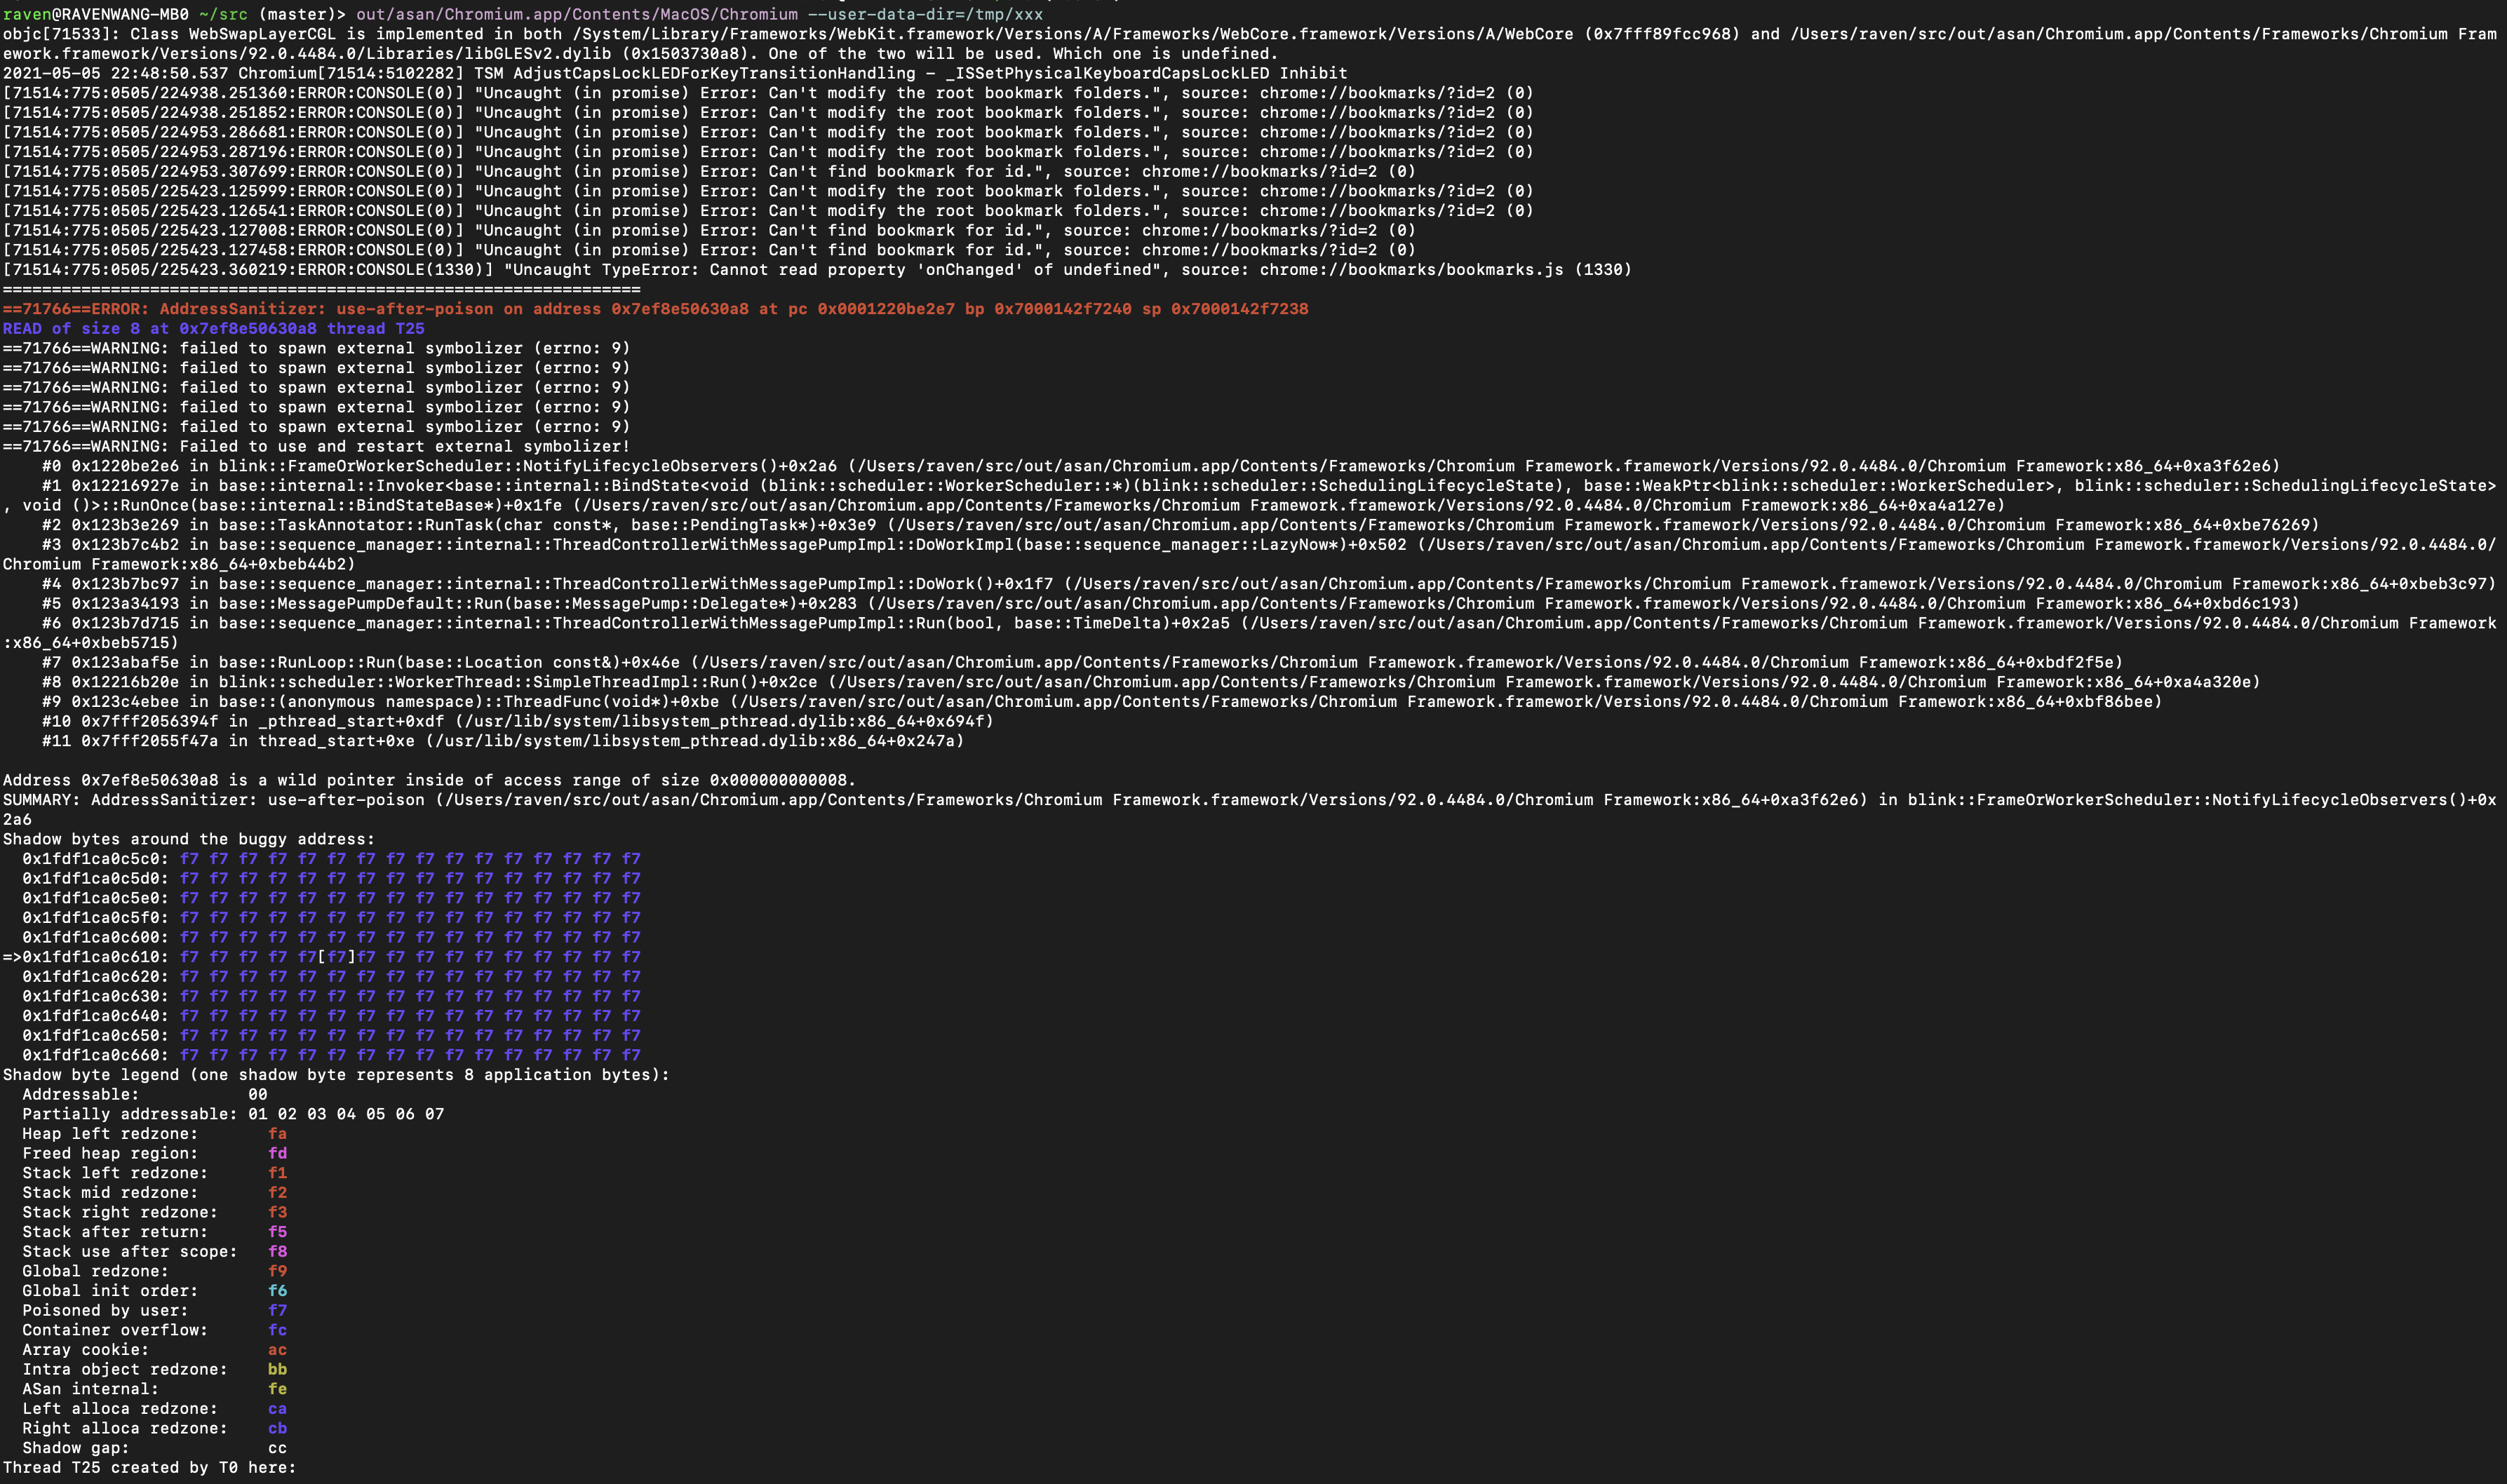 raven@RAVENWANG-MB0 ~/src (master)> out/asan/Chromium.app/Contents/MacOS/Chromium --user-data-dir=/tmp/xxx
objc[71533]: Class WebSwapLayerCGL is implemented in both /System/Library/Frameworks/WebKit.framework/Versions/A/Frameworks/WebCore.framework/Versions/A/WebCore (0x7fff89fcc968) and /Users/raven/src/out/asan/Chromium.app/Contents/Frameworks/Chromium Fram
ework.framework/Versions/92.0.4484.0/Libraries/libGLESv2.dylib (0x1503730a8). One of the two will be used. Which one is undefined.
2021-05-05 22:48:50.537 Chromium[71514:5102282] TSM AdjustCapsLockLEDForKeyTransitionHandling - _ISSetPhysicalKeyboardCapsLockLED Inhibit
[71514:775:0505/224938.251360:ERROR:CONSOLE(0)] "Uncaught (in promise) Error: Can't modify the root bookmark folders.", source: chrome://bookmarks/?id=2 (0)
[71514:775:0505/224938.251852:ERROR:CONSOLE(0)] "Uncaught (in promise) Error: Can't modify the root bookmark folders.", source: chrome://bookmarks/?id=2 (0)
[71514:775:0505/224953.286681:ERROR:CONSOLE(0)] "Uncaught (in promise) Error: Can't modify the root bookmark folders.", source: chrome://bookmarks/?id=2 (0)
[71514:775:0505/224953.287196:ERROR:CONSOLE(0)] "Uncaught (in promise) Error: Can't modify the root bookmark folders.", source: chrome://bookmarks/?id=2 (0)
[71514:775:0505/224953.307699:ERROR:CONSOLE(0)] "Uncaught (in promise) Error: Can't find bookmark for id.", source: chrome://bookmarks/?id=2 (0)
[71514:775:0505/225423.125999:ERROR:CONSOLE(0)] "Uncaught (in promise) Error: Can't modify the root bookmark folders.", source: chrome://bookmarks/?id=2 (0)
[71514:775:0505/225423.126541:ERROR:CONSOLE(0)] "Uncaught (in promise) Error: Can't modify the root bookmark folders.", source: chrome://bookmarks/?id=2 (0)
[71514:775:0505/225423.127008:ERROR:CONSOLE(0)] "Uncaught (in promise) Error: Can't find bookmark for id.", source: chrome://bookmarks/?id=2 (0)
[71514:775:0505/225423.127458:ERROR:CONSOLE(0)] "Uncaught (in promise) Error: Can't find bookmark for id.", source: chrome://bookmarks/?id=2 (0)
[71514:775:0505/225423.360219:ERROR:CONSOLE(1330)] "Uncaught TypeError: Cannot read property 'onChanged' of undefined", source: chrome://bookmarks/bookmarks.js (1330)
=================================================================
==71766==ERROR: AddressSanitizer: use-after-poison on address 0x7ef8e50630a8 at pc 0x0001220be2e7 bp 0x7000142f7240 sp 0x7000142f7238
READ of size 8 at 0x7ef8e50630a8 thread T25
==71766==WARNING: failed to spawn external symbolizer (errno: 9)
==71766==WARNING: failed to spawn external symbolizer (errno: 9)
==71766==WARNING: failed to spawn external symbolizer (errno: 9)
==71766==WARNING: failed to spawn external symbolizer (errno: 9)
==71766==WARNING: failed to spawn external symbolizer (errno: 9)
==71766==WARNING: Failed to use and restart external symbolizer!
    #0 0x1220be2e6 in blink::FrameOrWorkerScheduler::NotifyLifecycleObservers()+0x2a6 (/Users/raven/src/out/asan/Chromium.app/Contents/Frameworks/Chromium Framework.framework/Versions/92.0.4484.0/Chromium Framework:x86_64+0xa3f62e6)
    #1 0x12216927e in base::internal::Invoker<base::internal::BindState<void (blink::scheduler::WorkerScheduler::*)(blink::scheduler::SchedulingLifecycleState), base::WeakPtr<blink::scheduler::WorkerScheduler>, blink::scheduler::SchedulingLifecycleState>
, void ()>::RunOnce(base::internal::BindStateBase*)+0x1fe (/Users/raven/src/out/asan/Chromium.app/Contents/Frameworks/Chromium Framework.framework/Versions/92.0.4484.0/Chromium Framework:x86_64+0xa4a127e)
    #2 0x123b3e269 in base::TaskAnnotator::RunTask(char const*, base::PendingTask*)+0x3e9 (/Users/raven/src/out/asan/Chromium.app/Contents/Frameworks/Chromium Framework.framework/Versions/92.0.4484.0/Chromium Framework:x86_64+0xbe76269)
    #3 0x123b7c4b2 in base::sequence_manager::internal::ThreadControllerWithMessagePumpImpl::DoWorkImpl(base::sequence_manager::LazyNow*)+0x502 (/Users/raven/src/out/asan/Chromium.app/Contents/Frameworks/Chromium Framework.framework/Versions/92.0.4484.0/
Chromium Framework:x86_64+0xbeb44b2)
    #4 0x123b7bc97 in base::sequence_manager::internal::ThreadControllerWithMessagePumpImpl::DoWork()+0x1f7 (/Users/raven/src/out/asan/Chromium.app/Contents/Frameworks/Chromium Framework.framework/Versions/92.0.4484.0/Chromium Framework:x86_64+0xbeb3c97)
    #5 0x123a34193 in base::MessagePumpDefault::Run(base::MessagePump::Delegate*)+0x283 (/Users/raven/src/out/asan/Chromium.app/Contents/Frameworks/Chromium Framework.framework/Versions/92.0.4484.0/Chromium Framework:x86_64+0xbd6c193)
    #6 0x123b7d715 in base::sequence_manager::internal::ThreadControllerWithMessagePumpImpl::Run(bool, base::TimeDelta)+0x2a5 (/Users/raven/src/out/asan/Chromium.app/Contents/Frameworks/Chromium Framework.framework/Versions/92.0.4484.0/Chromium Framework
:x86_64+0xbeb5715)
    #7 0x123abaf5e in base::RunLoop::Run(base::Location const&)+0x46e (/Users/raven/src/out/asan/Chromium.app/Contents/Frameworks/Chromium Framework.framework/Versions/92.0.4484.0/Chromium Framework:x86_64+0xbdf2f5e)
    #8 0x12216b20e in blink::scheduler::WorkerThread::SimpleThreadImpl::Run()+0x2ce (/Users/raven/src/out/asan/Chromium.app/Contents/Frameworks/Chromium Framework.framework/Versions/92.0.4484.0/Chromium Framework:x86_64+0xa4a320e)
    #9 0x123c4ebee in base::(anonymous namespace)::ThreadFunc(void*)+0xbe (/Users/raven/src/out/asan/Chromium.app/Contents/Frameworks/Chromium Framework.framework/Versions/92.0.4484.0/Chromium Framework:x86_64+0xbf86bee)
    #10 0x7fff2056394f in _pthread_start+0xdf (/usr/lib/system/libsystem_pthread.dylib:x86_64+0x694f)
    #11 0x7fff2055f47a in thread_start+0xe (/usr/lib/system/libsystem_pthread.dylib:x86_64+0x247a)

Address 0x7ef8e50630a8 is a wild pointer inside of access range of size 0x000000000008.
SUMMARY: AddressSanitizer: use-after-poison (/Users/raven/src/out/asan/Chromium.app/Contents/Frameworks/Chromium Framework.framework/Versions/92.0.4484.0/Chromium Framework:x86_64+0xa3f62e6) in blink::FrameOrWorkerScheduler::NotifyLifecycleObservers()+0x
2a6
Shadow bytes around the buggy address:
  0x1fdf1ca0c5c0: f7 f7 f7 f7 f7 f7 f7 f7 f7 f7 f7 f7 f7 f7 f7 f7
  0x1fdf1ca0c5d0: f7 f7 f7 f7 f7 f7 f7 f7 f7 f7 f7 f7 f7 f7 f7 f7
  0x1fdf1ca0c5e0: f7 f7 f7 f7 f7 f7 f7 f7 f7 f7 f7 f7 f7 f7 f7 f7
  0x1fdf1ca0c5f0: f7 f7 f7 f7 f7 f7 f7 f7 f7 f7 f7 f7 f7 f7 f7 f7
  0x1fdf1ca0c600: f7 f7 f7 f7 f7 f7 f7 f7 f7 f7 f7 f7 f7 f7 f7 f7
=>0x1fdf1ca0c610: f7 f7 f7 f7 f7[f7]f7 f7 f7 f7 f7 f7 f7 f7 f7 f7
  0x1fdf1ca0c620: f7 f7 f7 f7 f7 f7 f7 f7 f7 f7 f7 f7 f7 f7 f7 f7
  0x1fdf1ca0c630: f7 f7 f7 f7 f7 f7 f7 f7 f7 f7 f7 f7 f7 f7 f7 f7
  0x1fdf1ca0c640: f7 f7 f7 f7 f7 f7 f7 f7 f7 f7 f7 f7 f7 f7 f7 f7
  0x1fdf1ca0c650: f7 f7 f7 f7 f7 f7 f7 f7 f7 f7 f7 f7 f7 f7 f7 f7
  0x1fdf1ca0c660: f7 f7 f7 f7 f7 f7 f7 f7 f7 f7 f7 f7 f7 f7 f7 f7
Shadow byte legend (one shadow byte represents 8 application bytes):
  Addressable:           00
  Partially addressable: 01 02 03 04 05 06 07
  Heap left redzone:       fa
  Freed heap region:       fd
  Stack left redzone:      f1
  Stack mid redzone:       f2
  Stack right redzone:     f3
  Stack after return:      f5
  Stack use after scope:   f8
  Global redzone:          f9
  Global init order:       f6
  Poisoned by user:        f7
  Container overflow:      fc
  Array cookie:            ac
  Intra object redzone:    bb
  ASan internal:           fe
  Left alloca redzone:     ca
  Right alloca redzone:    cb
  Shadow gap:              cc
Thread T25 created by T0 here: